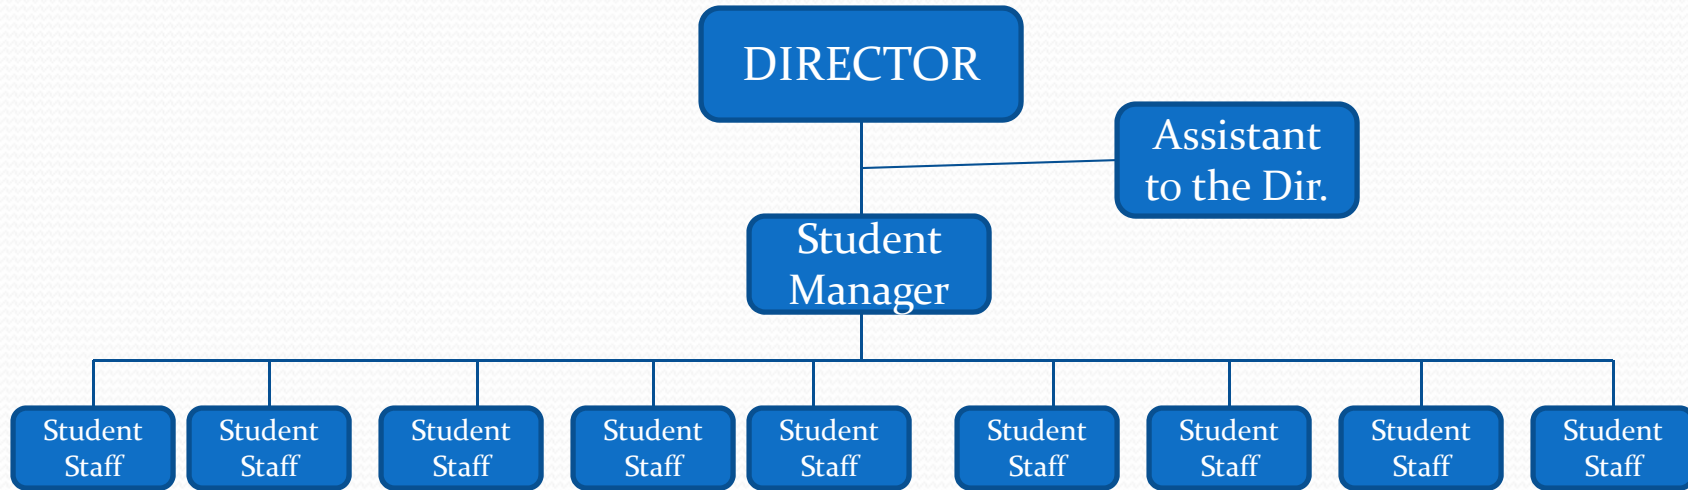 DIRECTOR
Assistant
to the Dir.
Student
Manager
Student
Staff
Student
Staff
Student
Staff
Student
Staff
Student
Staff
Student
Staff
Student
Staff
Student
Staff
Student
Staff